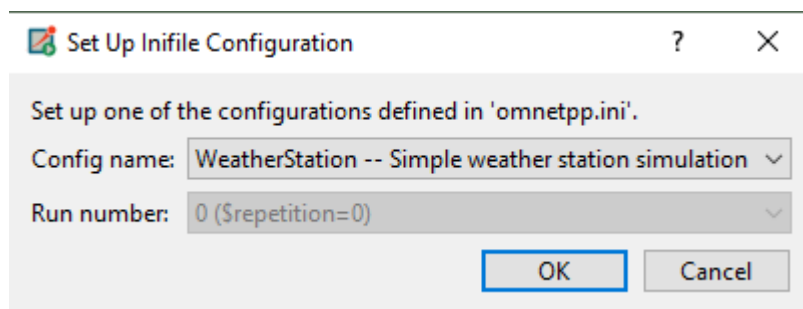 Set Up Inifile Configuration ? ×
Set up one of the configurations defined in 'omnetpp.ini'.
Config name: WeatherStation -- Simple weather station simulation
Run number: 0 ($repetition=0)
OK Cancel